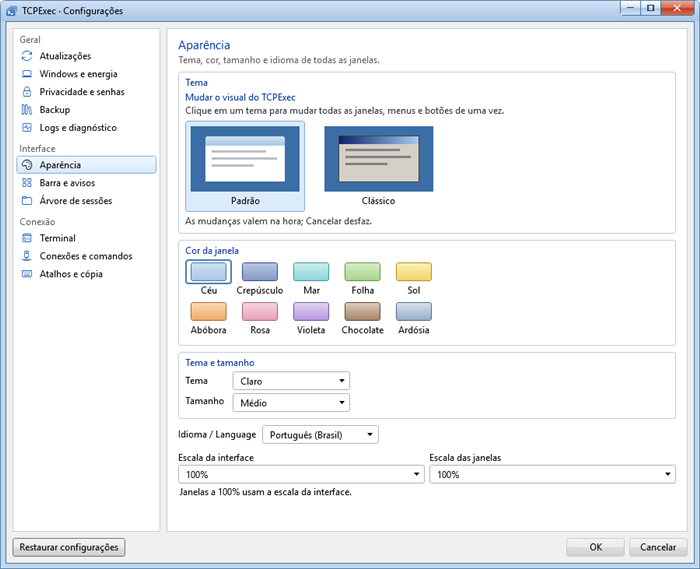 TCPExec - Configurações
Geral
Atualizações
Windows e energia
Privacidade e senhas
Backup
Logs e diagnóstico
Interface
Aparência
Barra e avisos
Árvore de sessões
Conexão
Terminal
Conexões e comandos
Atalhos e cópia
Aparência
Tema, cor, tamanho e idioma de todas as janelas.
Tema
Mudar o visual do TCPExec
Clique em um tema para mudar todas as janelas, menus e botões de uma vez.
Padrão Clássico
As mudanças valem na hora; Cancelar desfaz.
Cor da janela
Céu Crepúsculo Mar Folha Sol
Abóbora Rosa Violeta Chocolate Ardósia
Tema e tamanho
Tema Claro
Tamanho Médio
Idioma / Language Português (Brasil)
Escala da interface Escala das janelas
100% 100%
Janelas a 100% usam a escala da interface.
Restaurar configurações OK Cancelar